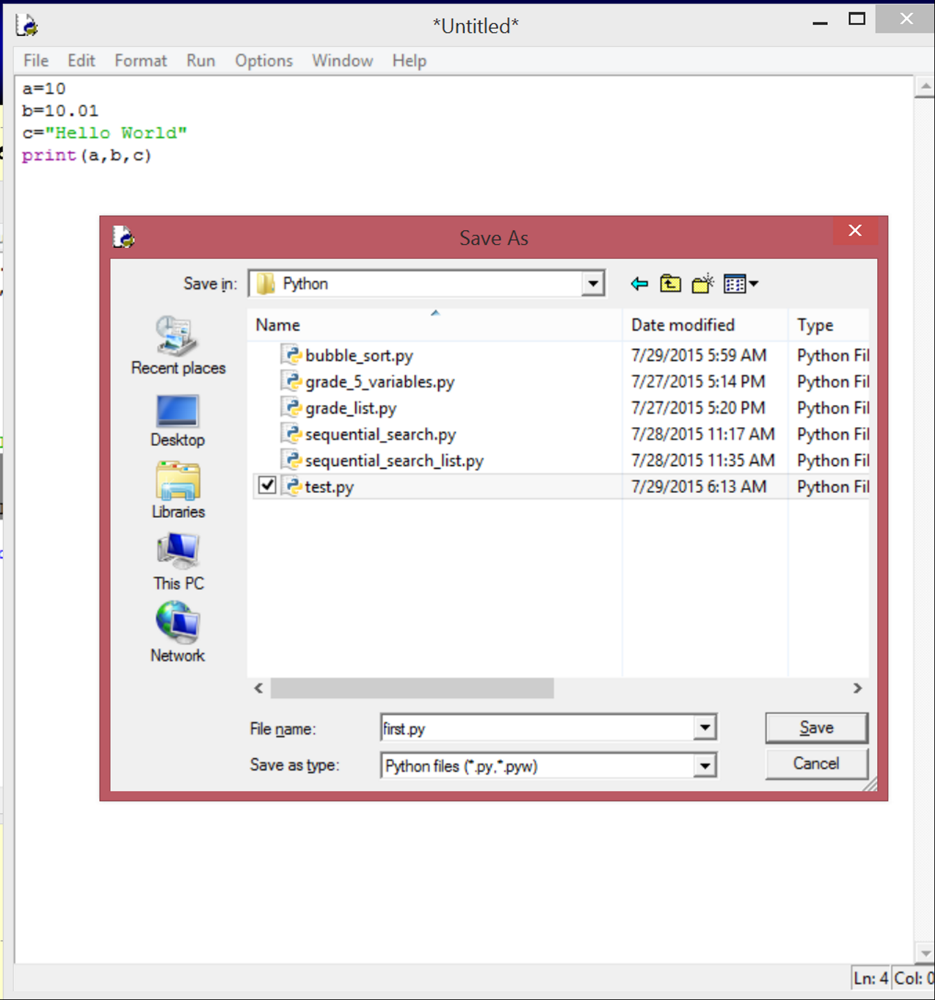 *Untitled*
File Edit Format Run Options Window Help
a=10
b=10.01
c="Hello World"
print(a,b,c)
Save As
Save in: Python
Name Date modified Type
bubble_sort.py 7/29/2015 5:59 AM Python Fil
grade_5_variables.py 7/27/2015 5:14 PM Python Fil
grade_list.py 7/27/2015 5:20 PM Python Fil
sequential_search.py 7/28/2015 11:17 AM Python Fil
sequential_search_list.py 7/28/2015 11:35 AM Python Fil
test.py 7/29/2015 6:13 AM Python Fil
Recent places
Desktop
Libraries
This PC
Network
File name: first.py Save
Save as type: Python files (*.py,*.pyw) Cancel
Ln: 4 Col: 0